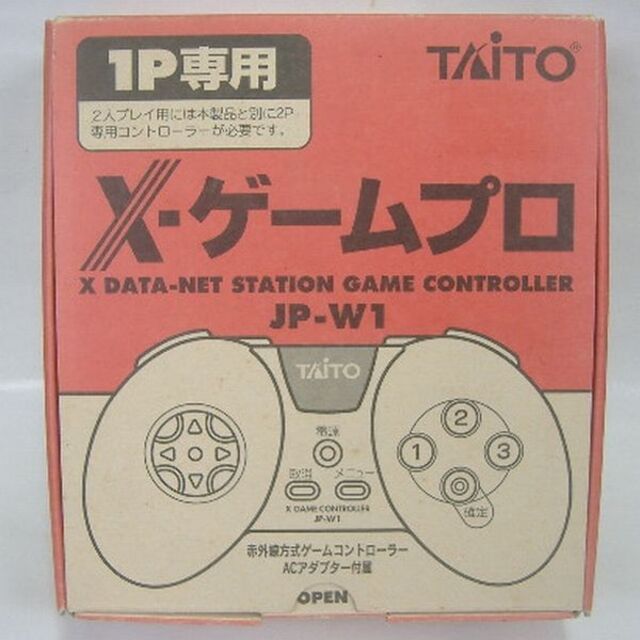 1P専用
TAITO®
2人プレイ用には本製品と別に2P
専用コントローラーが必要です。
X・ゲームプロ
X DATA-NET STATION GAME CONTROLLER
JP-W1
TAITO
電源
取消 メニュー
X GAME CONTROLLER
JP-W1
2
1 3
確定
赤外線方式ゲームコントローラー
ACアダプター付属
OPEN